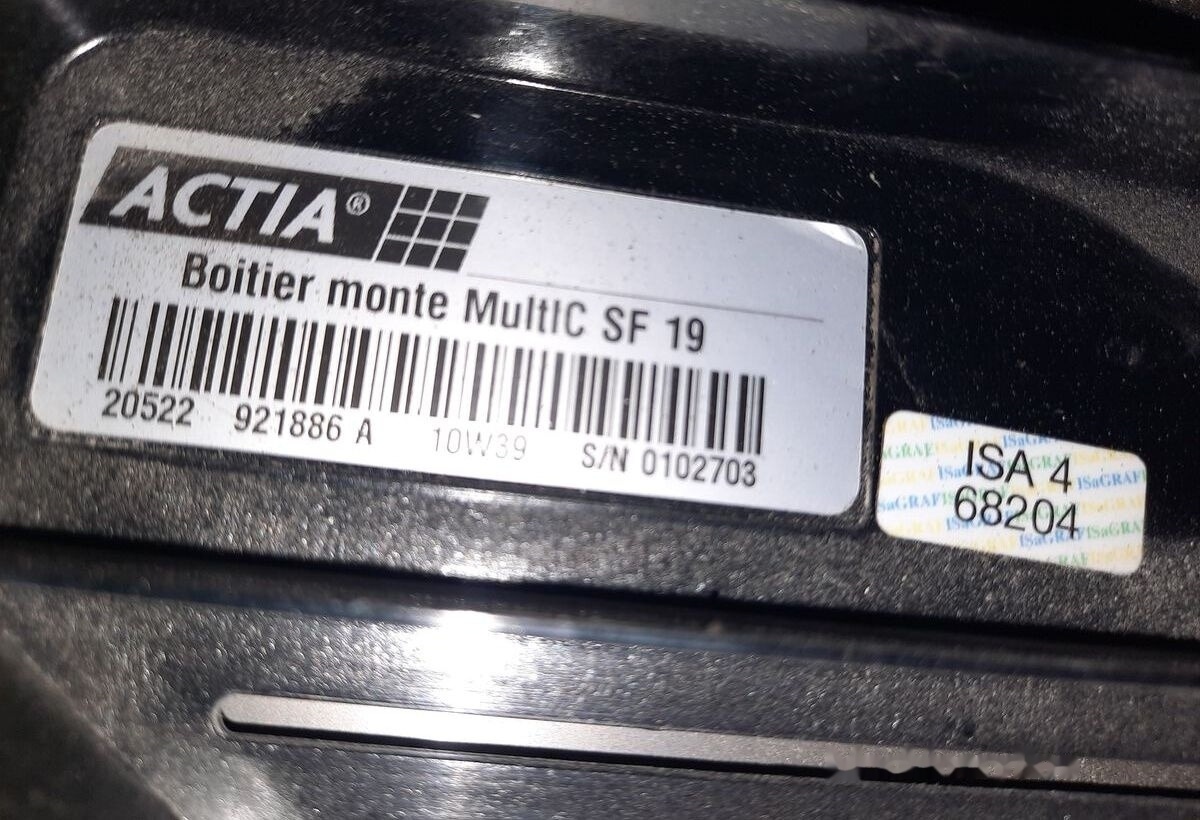 ACTIA®
Boitier monte MultIC SF 19
20522 921886 A 10W39 S/N 0102703
ISA 4
68204